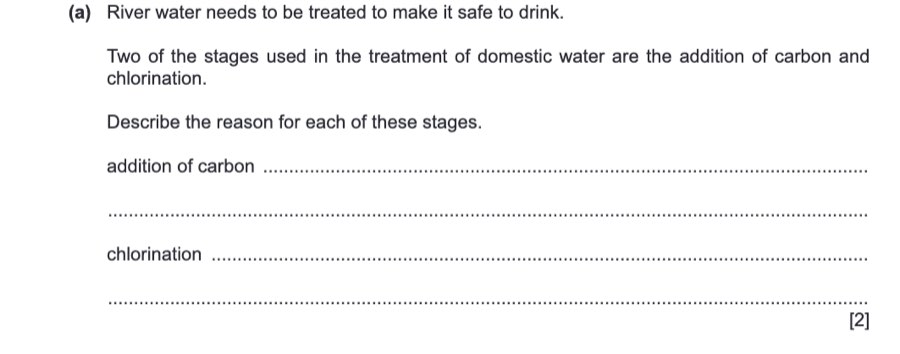 (a) River water needs to be treated to make it safe to drink.
Two of the stages used in the treatment of domestic water are the addition of carbon and
chlorination.
Describe the reason for each of these stages.
addition of carbon ................................................................................
................................................................................
chlorination ................................................................................
................................................................................
[2]